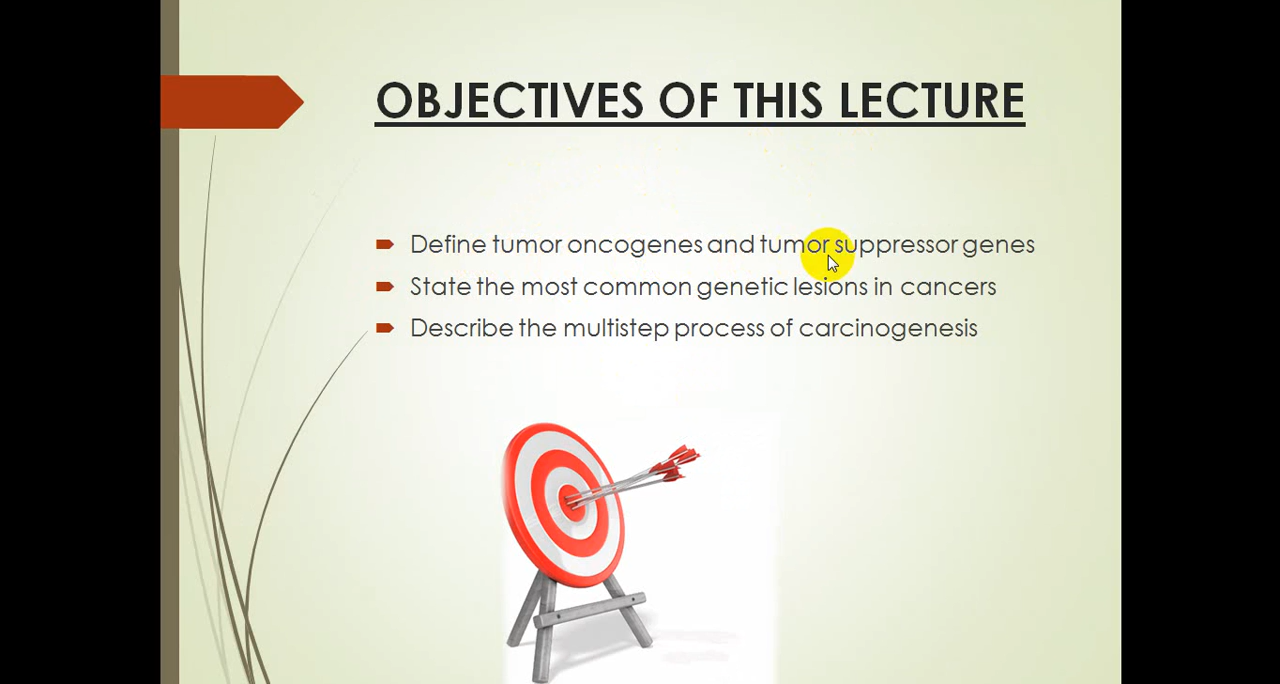 OBJECTIVES OF THIS LECTURE
Define tumor oncogenes and tumor suppressor genes
State the most common genetic lesions in cancers
Describe the multistep process of carcinogenesis